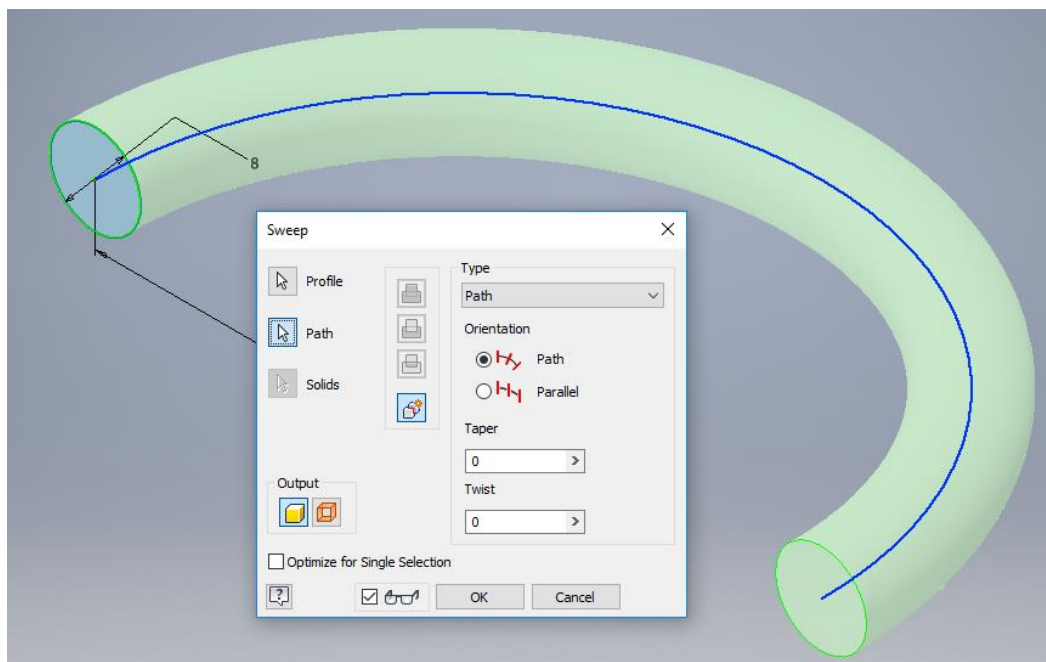 8
Sweep
Profile
Path
Solids
Output
Type
Path
Orientation
Path
Parallel
Taper
0
Twist
0
Optimize for Single Selection
?
OK
Cancel